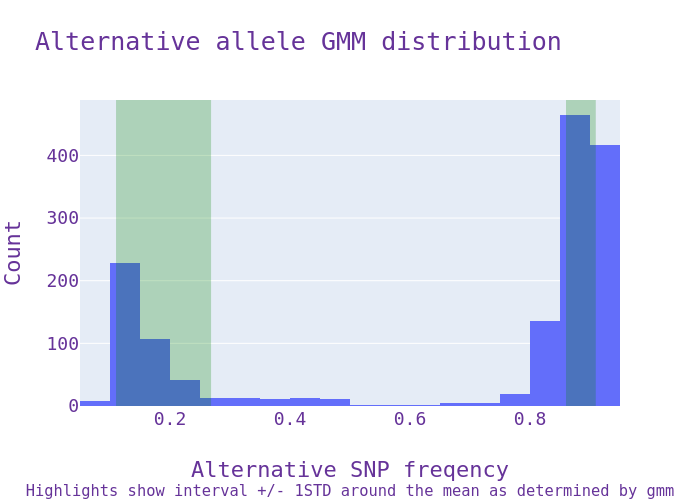 Alternative allele GMM distribution
400
300
200
100
0
0.2
0.4
0.6
0.8
Count
Alternative SNP freqency
Highlights show interval +/- 1STD around the mean as determined by gmm